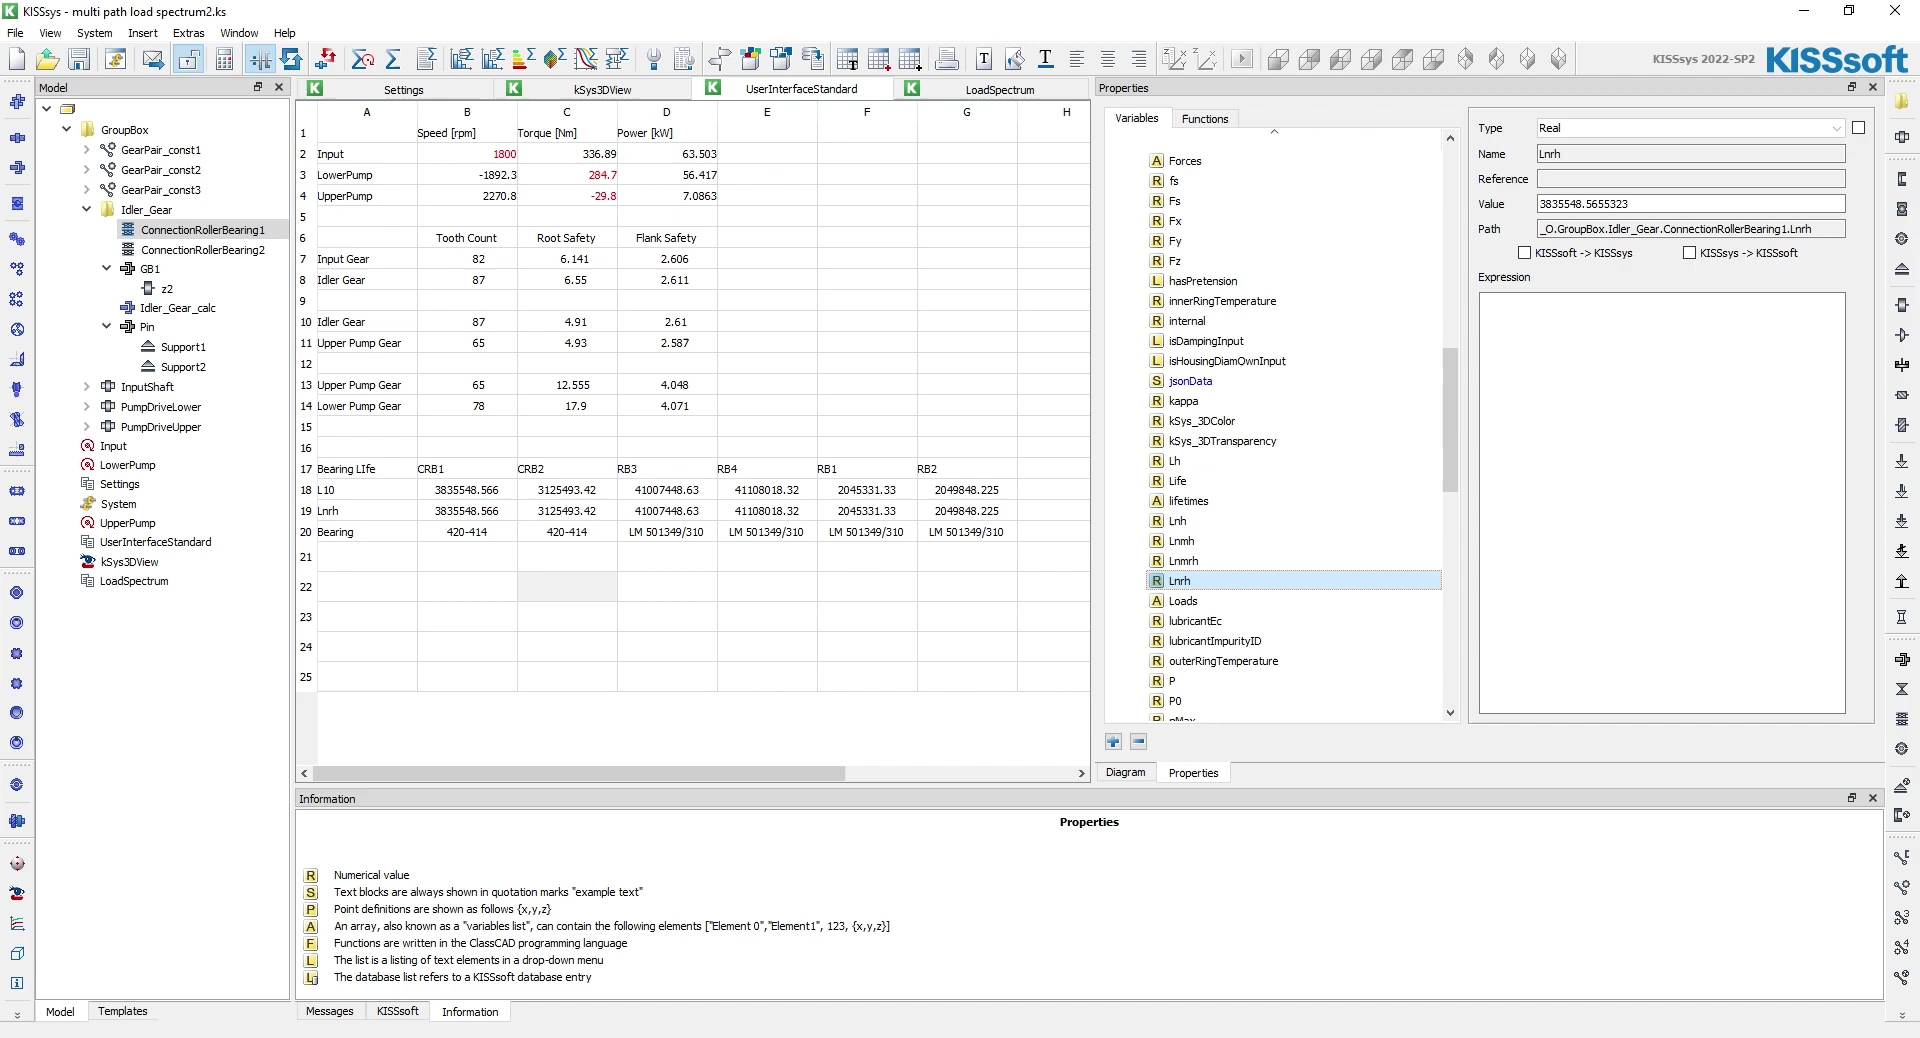 KISSsys - multi path load spectrum2.ks
File View System Insert Extras Window Help
KISSsys 2022-SP2 KISSsoft
Model
GroupBox
GearPair_const1
GearPair_const2
GearPair_const3
Idler_Gear
ConnectionRollerBearing1
ConnectionRollerBearing2
GB1
z2
Idler_Gear_calc
Pin
Support1
Support2
InputShaft
PumpDriveLower
PumpDriveUpper
Input
LowerPump
Settings
System
UpperPump
UserInterfaceStandard
kSys3DView
LoadSpectrum
Model Templates
Settings kSys3DView UserInterfaceStandard LoadSpectrum
A B C D E F G H
1 Speed [rpm] Torque [Nm] Power [kW]
2 Input 1800 336.89 63.503
3 LowerPump -1892.3 284.7 56.417
4 UpperPump 2270.8 -29.8 7.0863
5
6 Tooth Count Root Safety Flank Safety
7 Input Gear 82 6.141 2.606
8 Idler Gear 87 6.55 2.611
9
10 Idler Gear 87 4.91 2.61
11 Upper Pump Gear 65 4.93 2.587
12
13 Upper Pump Gear 65 12.555 4.048
14 Lower Pump Gear 78 17.9 4.071
15
16
17 Bearing LIfe CRB1 CRB2 RB3 RB4 RB1 RB2
18 L10 3835548.566 3125493.42 41007448.63 41108018.32 2045331.33 2049848.225
19 Lnrh 3835548.566 3125493.42 41007448.63 41108018.32 2045331.33 2049848.225
20 Bearing 420-414 420-414 LM 501349/310 LM 501349/310 LM 501349/310 LM 501349/310
21
22
23
24
25
Properties
Variables Functions
A Forces
R fs
R Fs
R Fx
R Fy
R Fz
L hasPretension
R innerRingTemperature
R internal
L isDampingInput
L isHousingDiamOwnInput
S jsonData
R kappa
R kSys_3DColor
R kSys_3DTransparency
R Lh
R Life
A lifetimes
R Lnh
R Lnmh
R Lnmrh
R Lnrh
A Loads
R lubricantEc
R lubricantImpurityID
R outerRingTemperature
R P
R P0
R pMax
Type Real
Name Lnrh
Reference
Value 3835548.5655323
Path _O.GroupBox.Idler_Gear.ConnectionRollerBearing1.Lnrh
KISSsoft -> KISSsys KISSsys -> KISSsoft
Expression
Diagram Properties
Information
Properties
R Numerical value
S Text blocks are always shown in quotation marks "example text"
P Point definitions are shown as follows {x,y,z}
A An array, also known as a "variables list", can contain the following elements ["Element 0","Element1", 123, {x,y,z}]
F Functions are written in the ClassCAD programming language
L The list is a listing of text elements in a drop-down menu
L The database list refers to a KISSsoft database entry
Messages KISSsoft Information